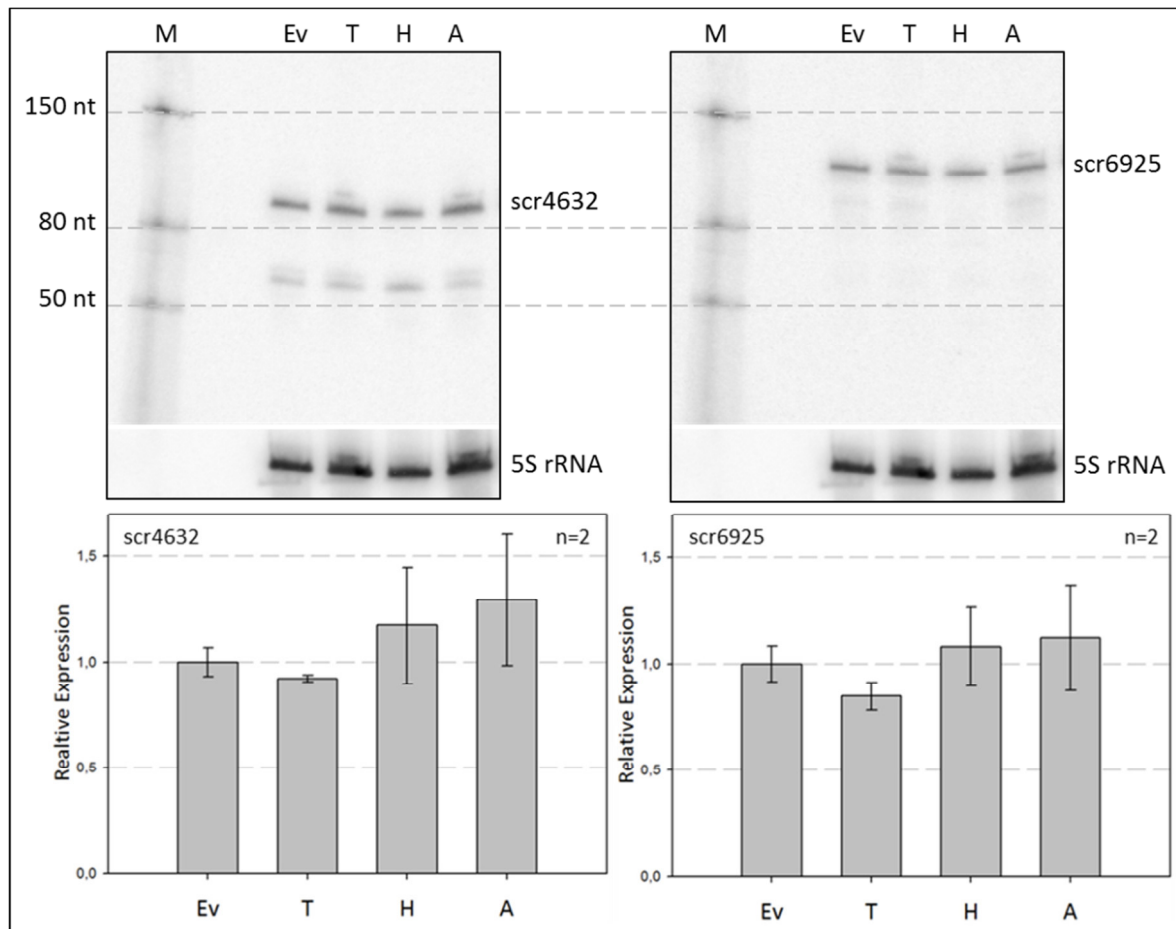 M Ev T H A
150 nt
80 nt
50 nt
scr4632
5S rRNA
M Ev T H A
scr6925
5S rRNA
scr4632 n=2
Realtive Expression
1,5
1,0
0,5
0,0
Ev T H A
scr6925 n=2
Relative Expression
1,5
1,0
0,5
0,0
Ev T H A